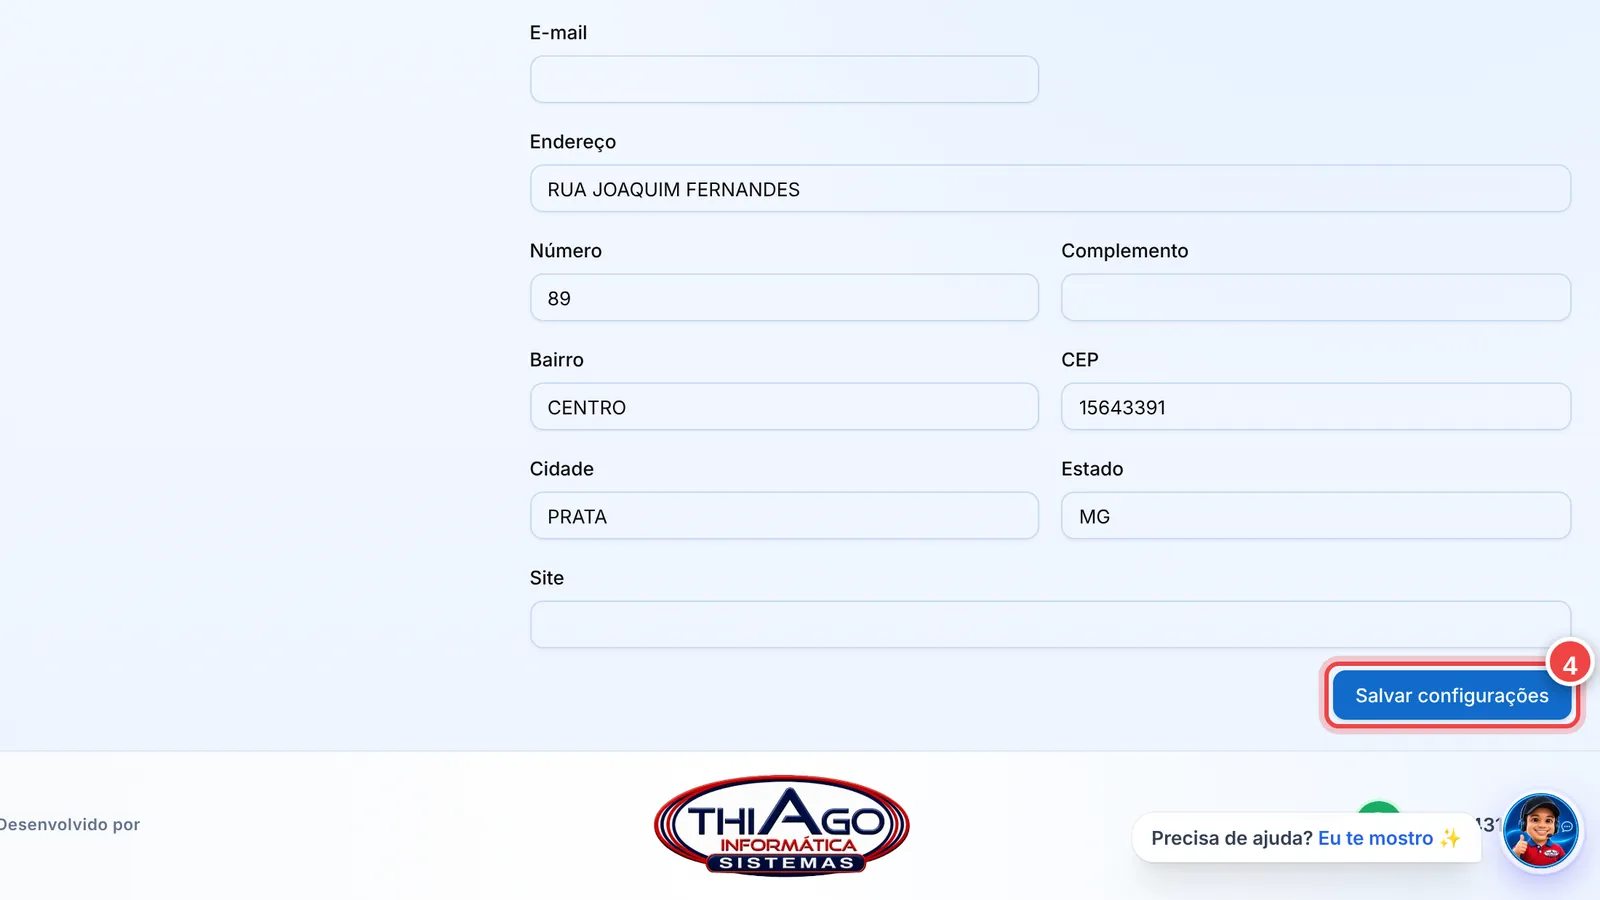 E-mail
Endereço
RUA JOAQUIM FERNANDES
Número
Complemento
89
Bairro
CEP
CENTRO
15643391
Cidade
Estado
PRATA
MG
Site
4
Salvar configurações
Desenvolvido por
THIAGO
INFORMÁTICA
SISTEMAS
Precisa de ajuda? Eu te mostro ✨